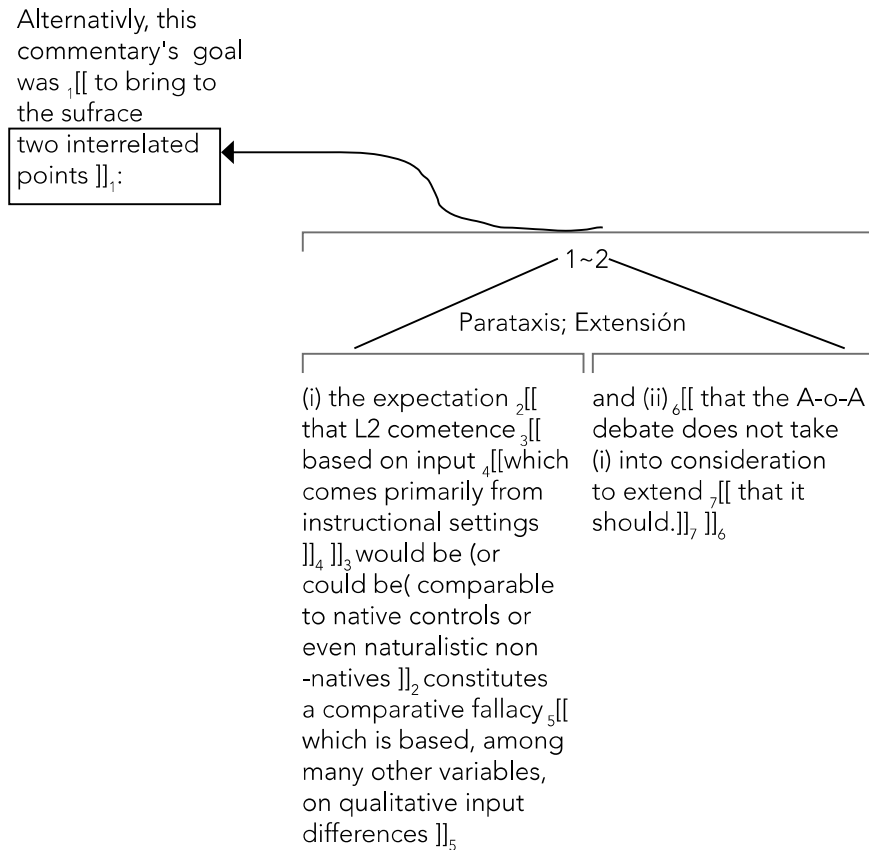 Alternativly, this
commentary's goal
was ₁[[ to bring to
the sufrace
two interrelated
points ]]₁:
1~2
Parataxis; Extensión
(i) the expectation ₂[[
that L2 cometence ₃[[
based on input ₄[[which
comes primarily from
instructional settings
]]₄ ]]₃ would be (or
could be( comparable
to native controls or
even naturalistic non
-natives ]]₂ constitutes
a comparative fallacy ₅[[
which is based, among
many other variables,
on qualitative input
differences ]]₅
and (ii) ₆[[ that the A-o-A
debate does not take
(i) into consideration
to extend ₇[[ that it
should.]]₇ ]]₆